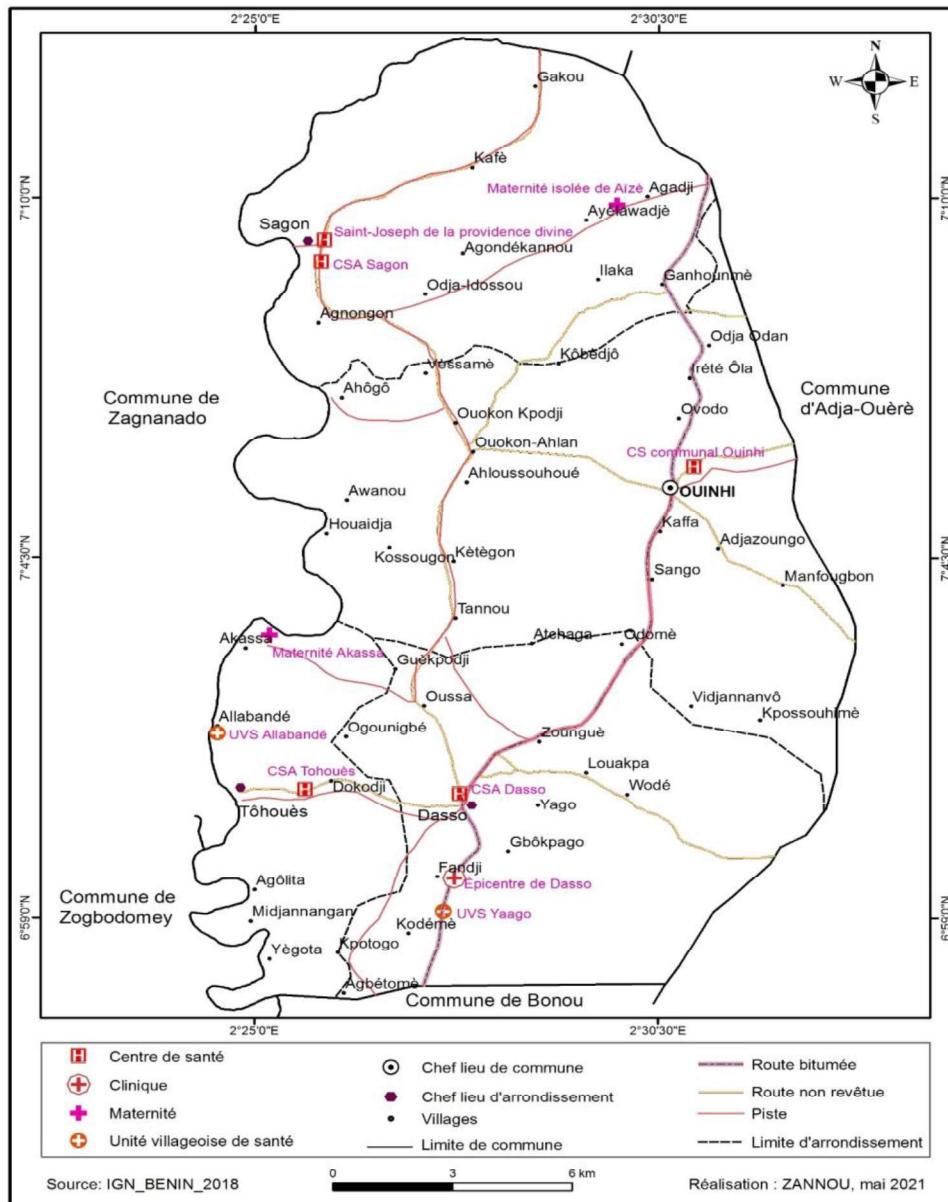 2°25'0"E
2°30'30"E
N
W
E
S
Gakou
Kafè
Maternité isolée de Aïzè
Agadji
7°10'0"N
7°10'0"N
Ayélawadjè
Sagon
Saint-Joseph de la providence divine
Agondékannou
CSA Sagon
Ilaka
Ganhounmè
Odja-Idossou
Agnongon
Odja Odan
Kôbédjô
Vèssamè
Irété Ôla
Commune de
Zagnanado
Ahôgô
Commune
d'Adja-Ouèrè
Ouokon Kpodji
Ovodo
Ouokon-Ahlan
CS communal Ouinhi
Ahloussouhoué
OUINHI
Awanou
Houaidja
Kaffa
Adjazoungo
7°4'30"N
7°4'30"N
Kossougon
Kètègon
Sango
Manfougbon
Tannou
Akassa
Maternité Akassa
Atchaga
Odomè
Guèkpodji
Oussa
Vidjannanvô
Kpossouhimè
Allabandé
UVS Allabandé
Ogounigbé
Zounguè
CSA Tohouès
Louakpa
Dokodji
CSA Dasso
Wodé
Tôhouès
Dasso
Yago
Gbôkpago
Fandji
Epicentre de Dasso
Commune de
Zogbodomey
Agôlita
Midjannangan
UVS Yaago
6°59'0"N
6°59'0"N
Kodémè
Yègota
Kpotogo
Agbétomè
Commune de Bonou
2°25'0"E
2°30'30"E
Centre de santé
Clinique
Maternité
Unité villageoise de santé
Chef lieu de commune
Chef lieu d'arrondissement
Villages
Limite de commune
Route bitumée
Route non revêtue
Piste
Limite d'arrondissement
Source: IGN_BENIN_2018
0 3 6 km
Réalisation : ZANNOU, mai 2021